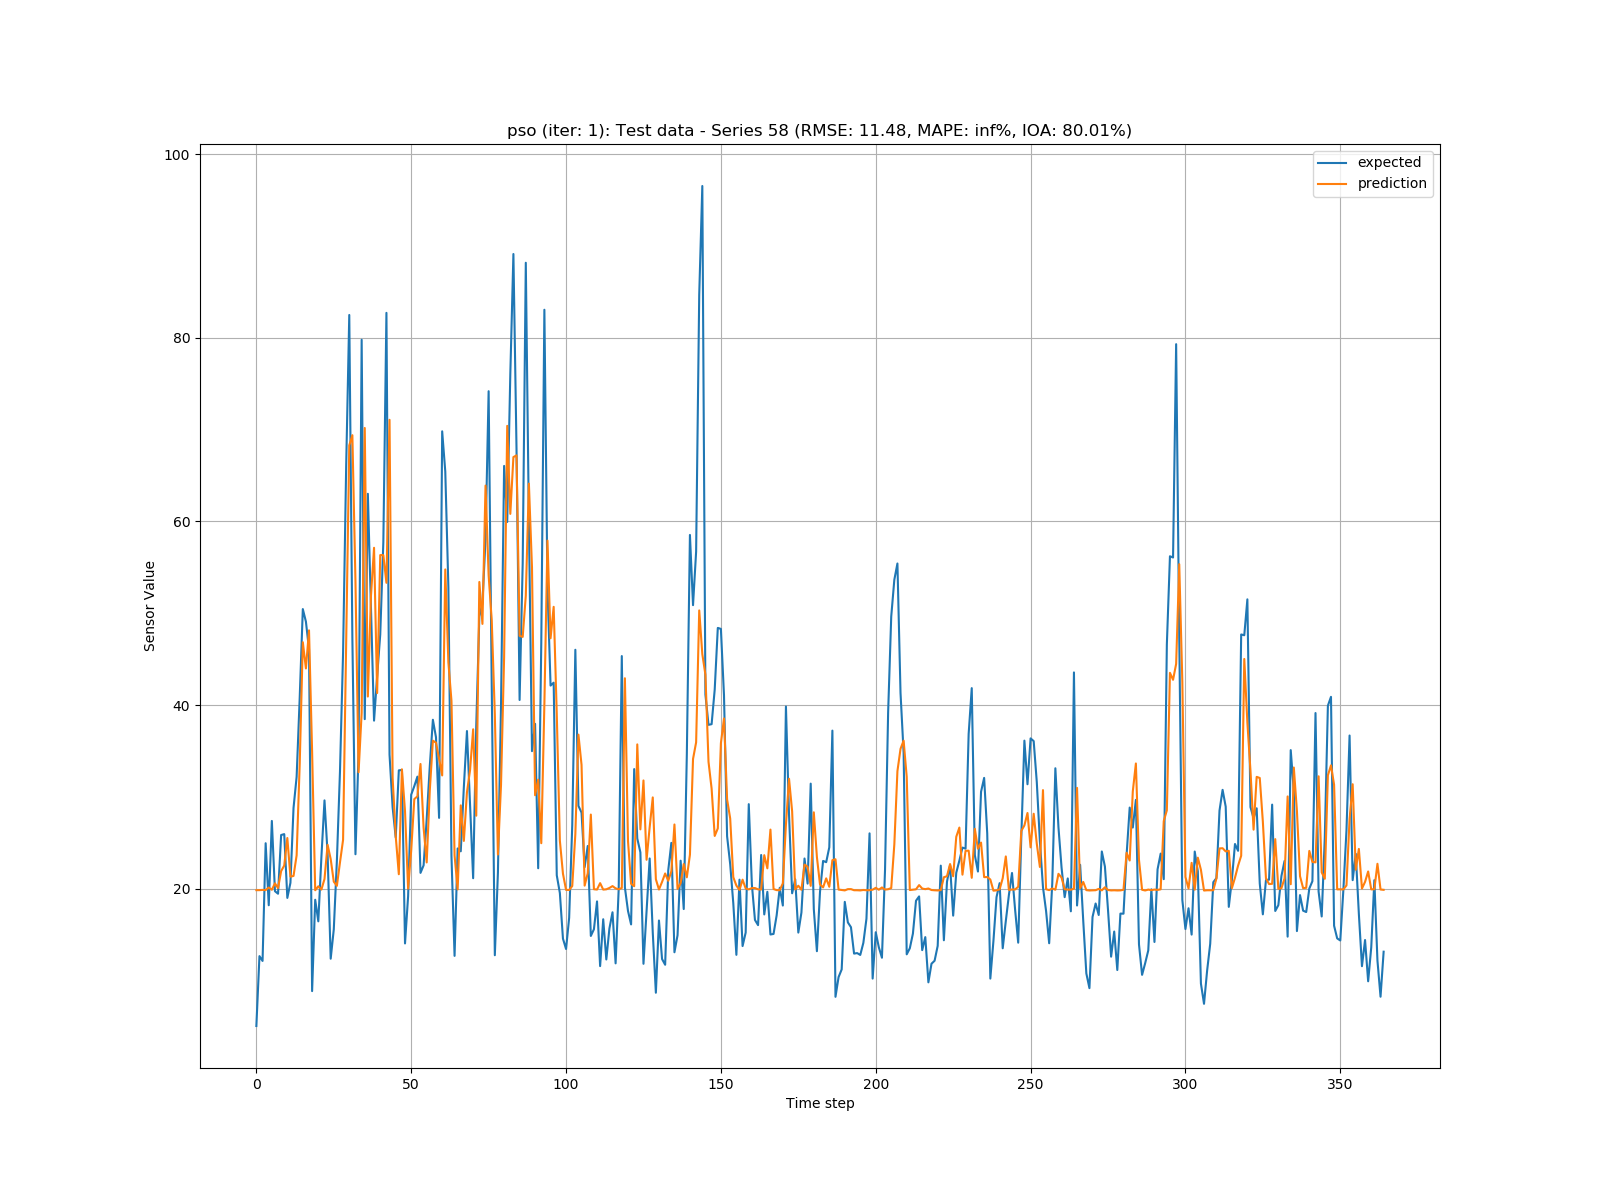 pso (iter: 1): Test data - Series 58 (RMSE: 11.48, MAPE: inf%, IOA: 80.01%)
expected
prediction
100
80
60
40
20
Sensor Value
0 50 100 150 200 250 300 350
Time step